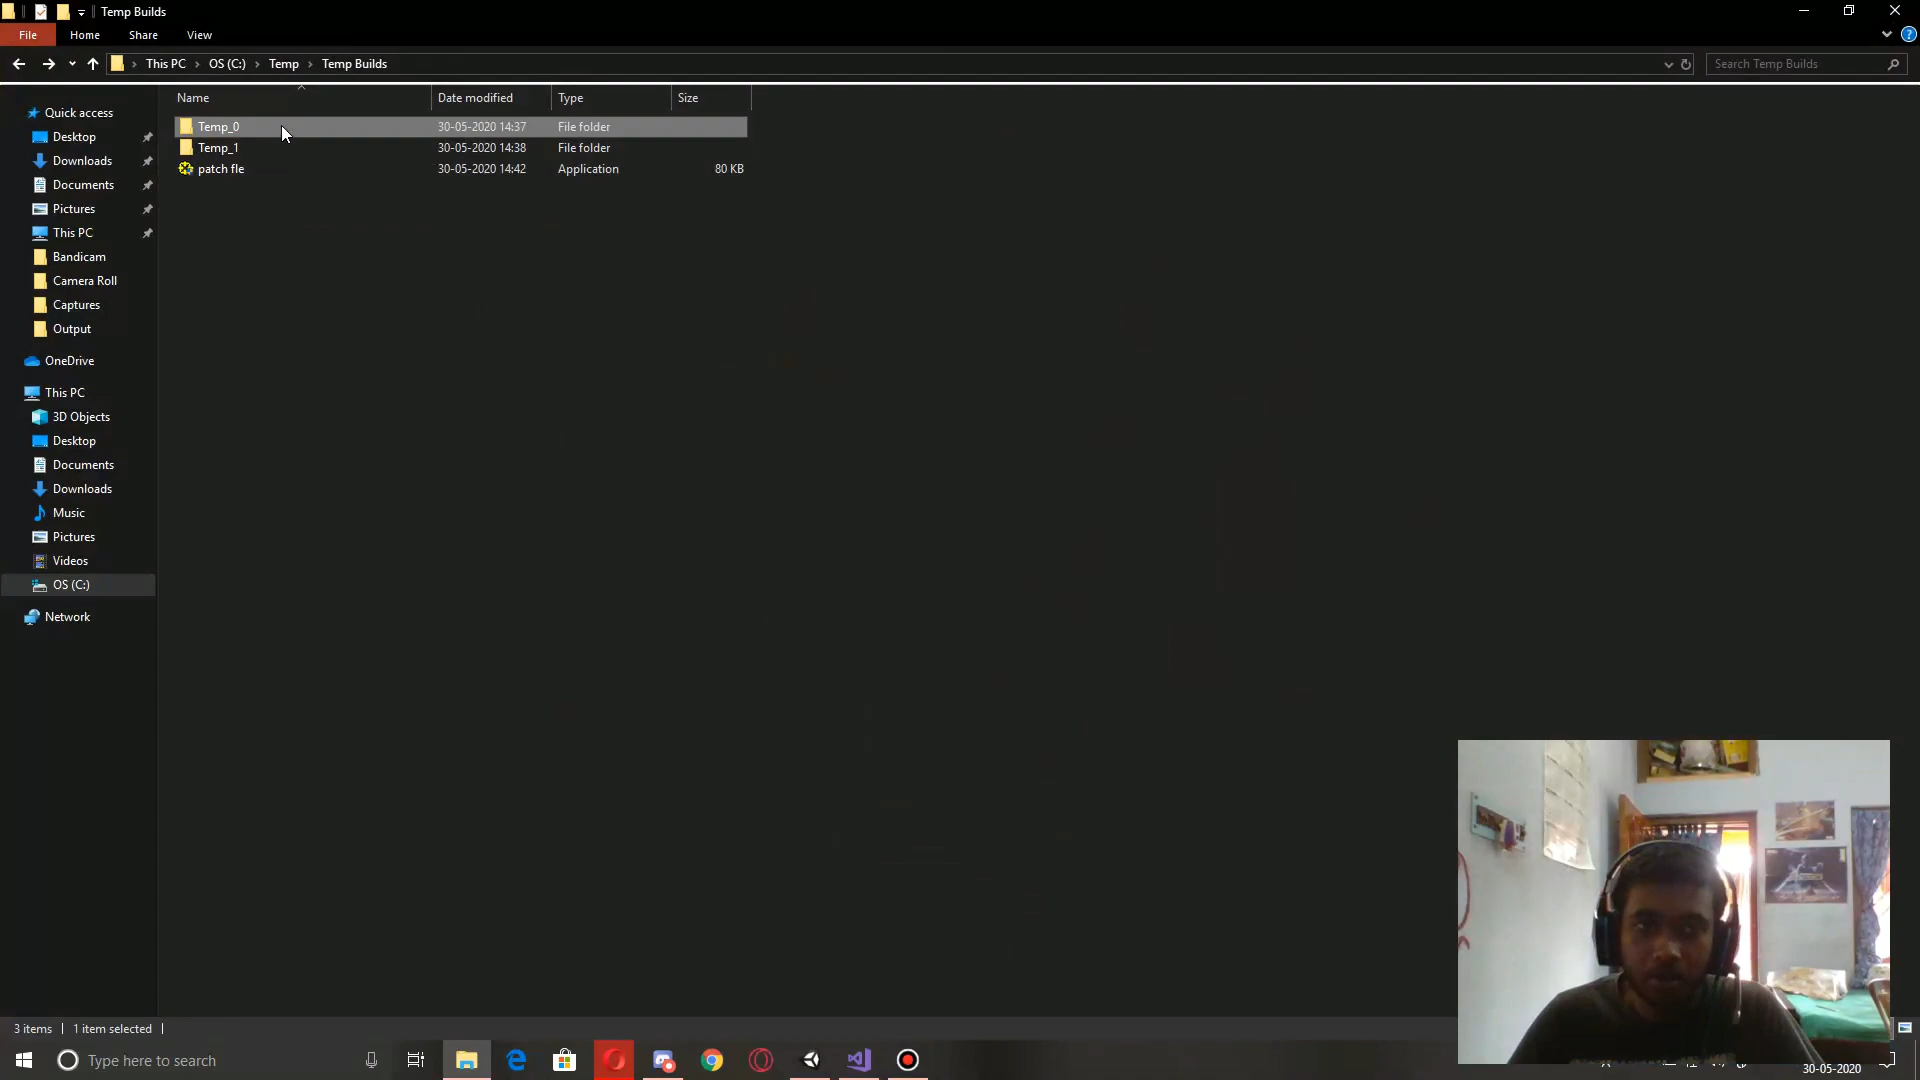 Temp Builds
File Home Share View
This PC OS (C:) Temp Temp Builds Search Temp Builds
Name Date modified Type Size
Temp_0 30-05-2020 14:37 File folder
Temp_1 30-05-2020 14:38 File folder
patch fle 30-05-2020 14:42 Application 80 KB
Quick access
Desktop
Downloads
Documents
Pictures
This PC
Bandicam
Camera Roll
Captures
Output
OneDrive
This PC
3D Objects
Desktop
Documents
Downloads
Music
Pictures
Videos
OS (C:)
Network
3 items 1 item selected
Type here to search
30-05-2020